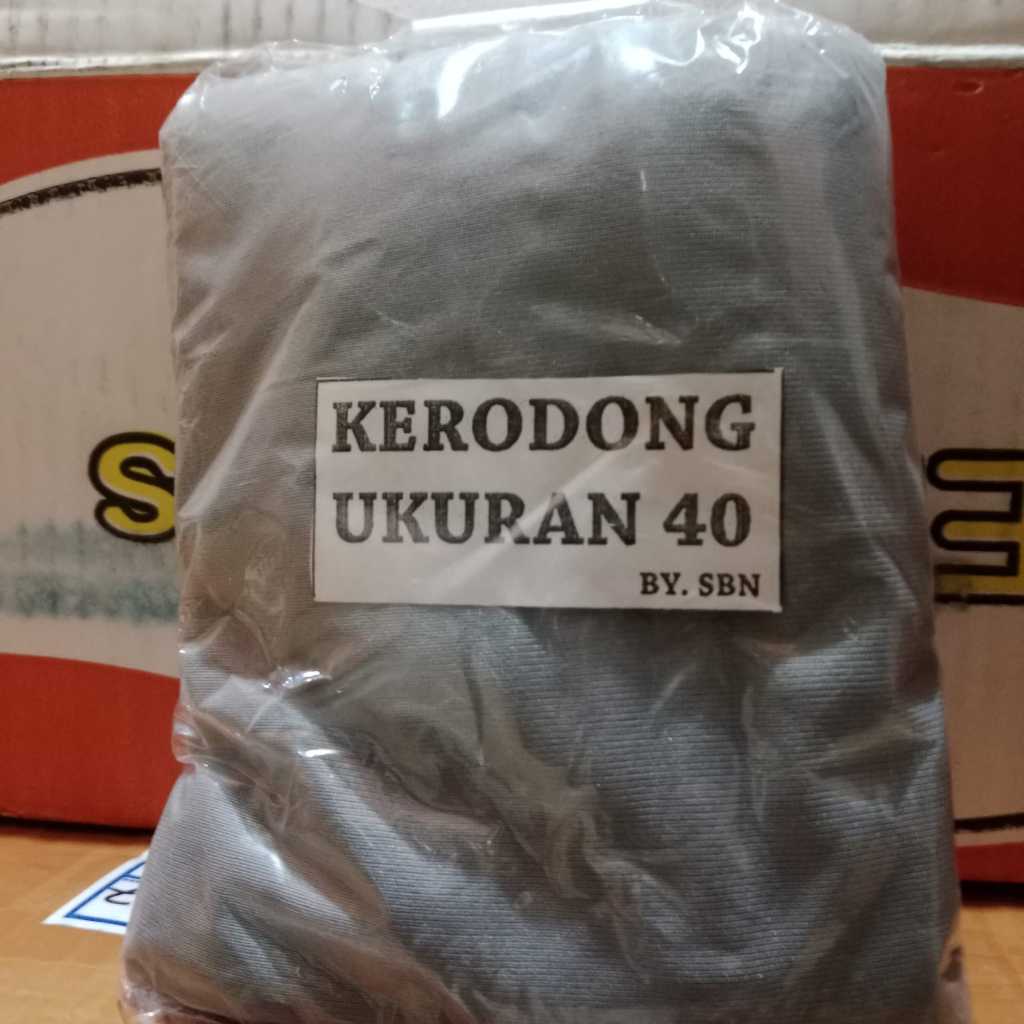 KERODONG
UKURAN 40
BY. SBN
S